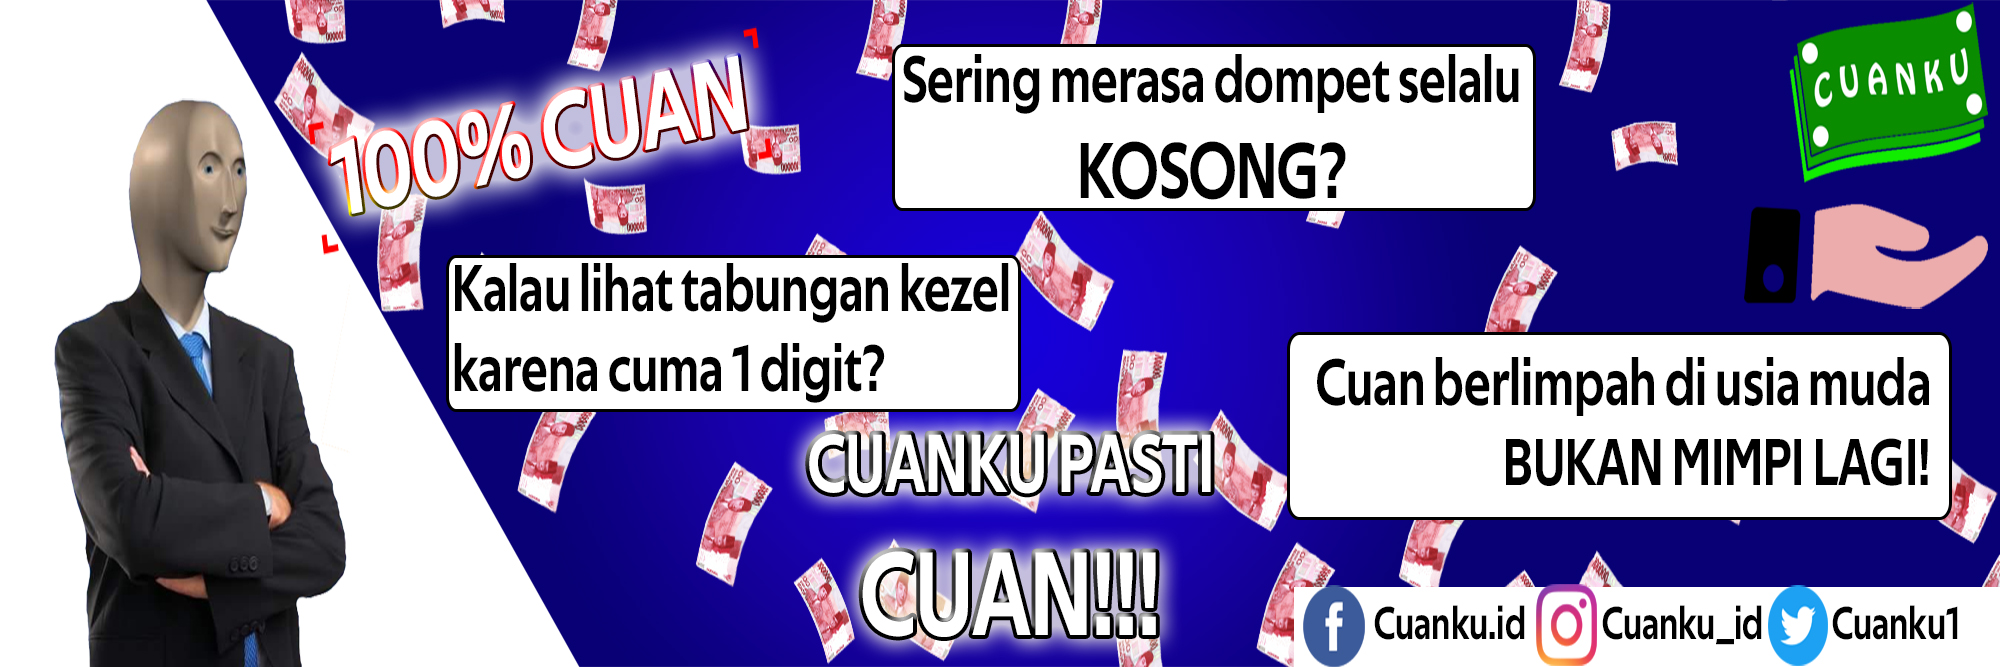 100% CUAN
Sering merasa dompet selalu
KOSONG?
CUANKU
Kalau lihat tabungan kezel
karena cuma 1 digit?
Cuan berlimpah di usia muda
BUKAN MIMPI LAGI!
CUANKU PASTI
CUAN!!!
Cuanku.id Cuanku_id Cuanku1